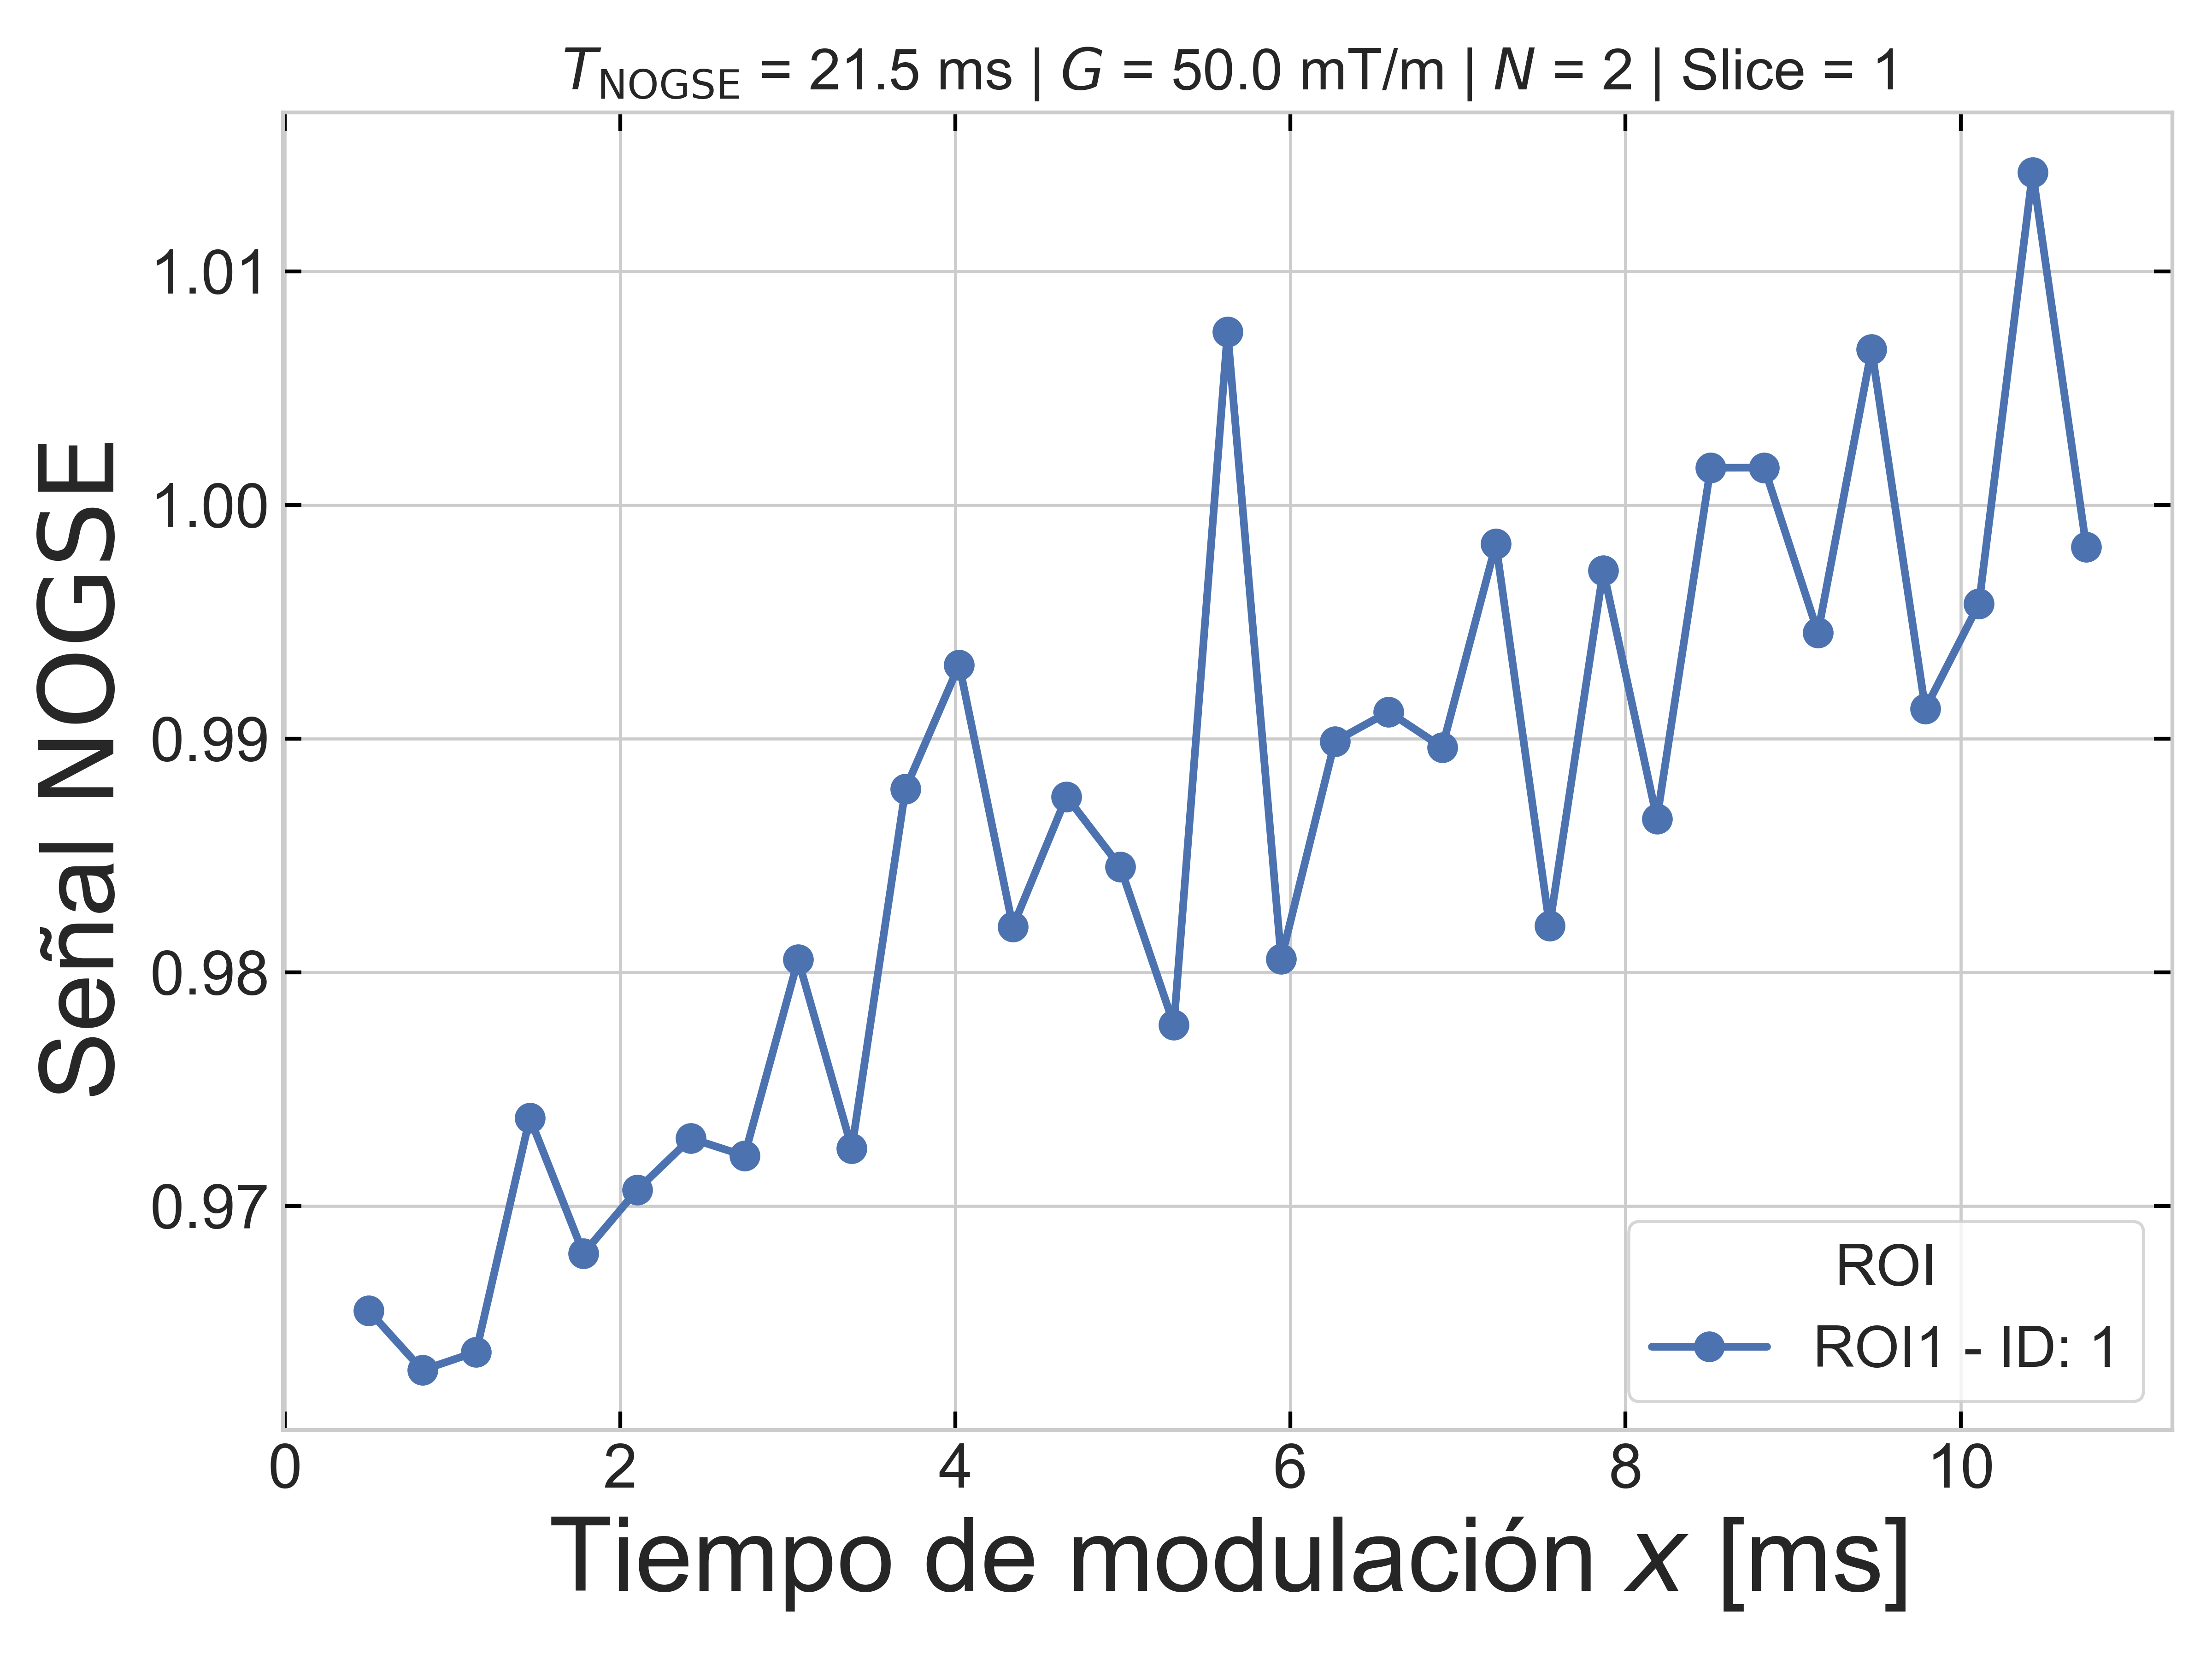 T_NOGSE = 21.5 ms | G = 50.0 mT/m | N = 2 | Slice = 1
Señal NOGSE
1.01
1.00
0.99
0.98
0.97
ROI
ROI1 - ID: 1
0 2 4 6 8 10
Tiempo de modulación x [ms]